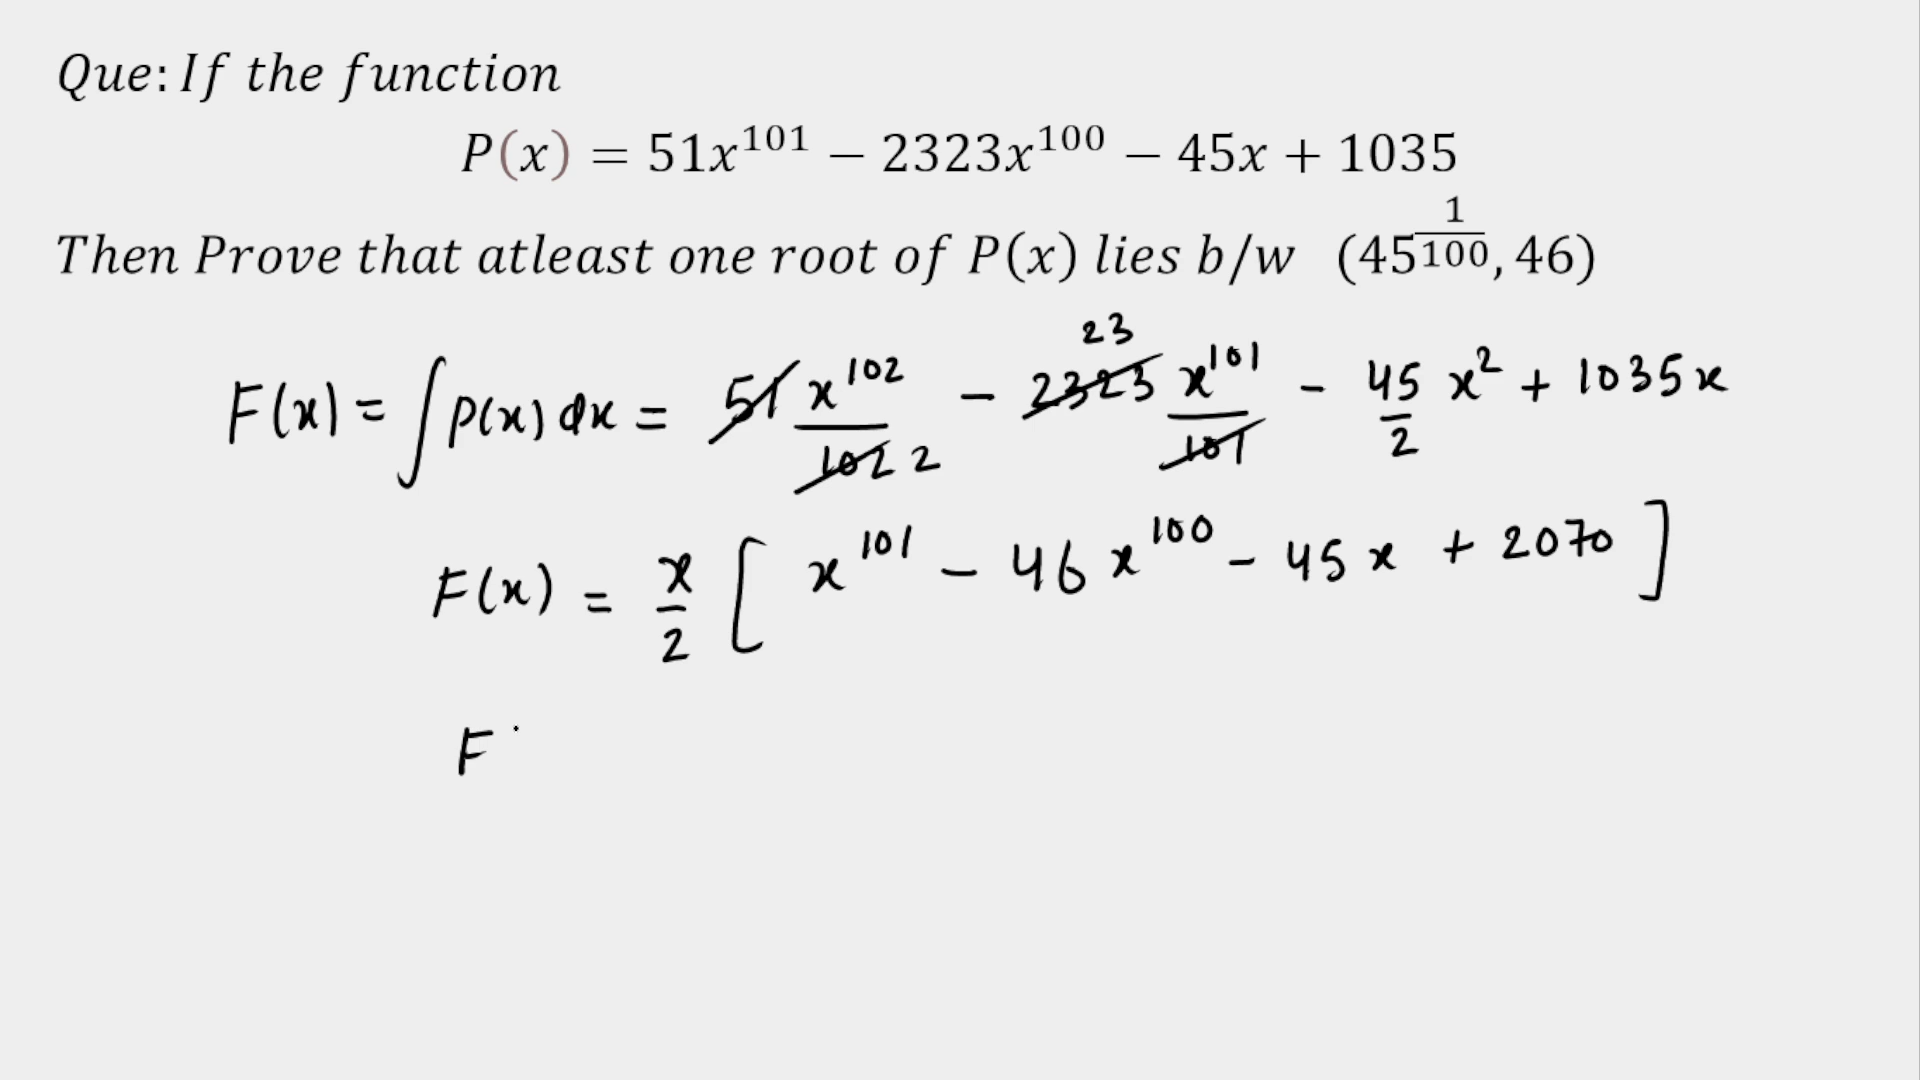 Que: If the function
P(x) = 51x^101 − 2323x^100 − 45x + 1035
Then Prove that atleast one root of P(x) lies b/w (45^(1/100), 46)
F(x) = ∫P(x) dx = 51 x^102/102 2 − 2323 23 x^101/101 − 45/2 x^2 + 1035x
F(x) = x/2 [ x^101 − 46x^100 − 45x + 2070 ]
F